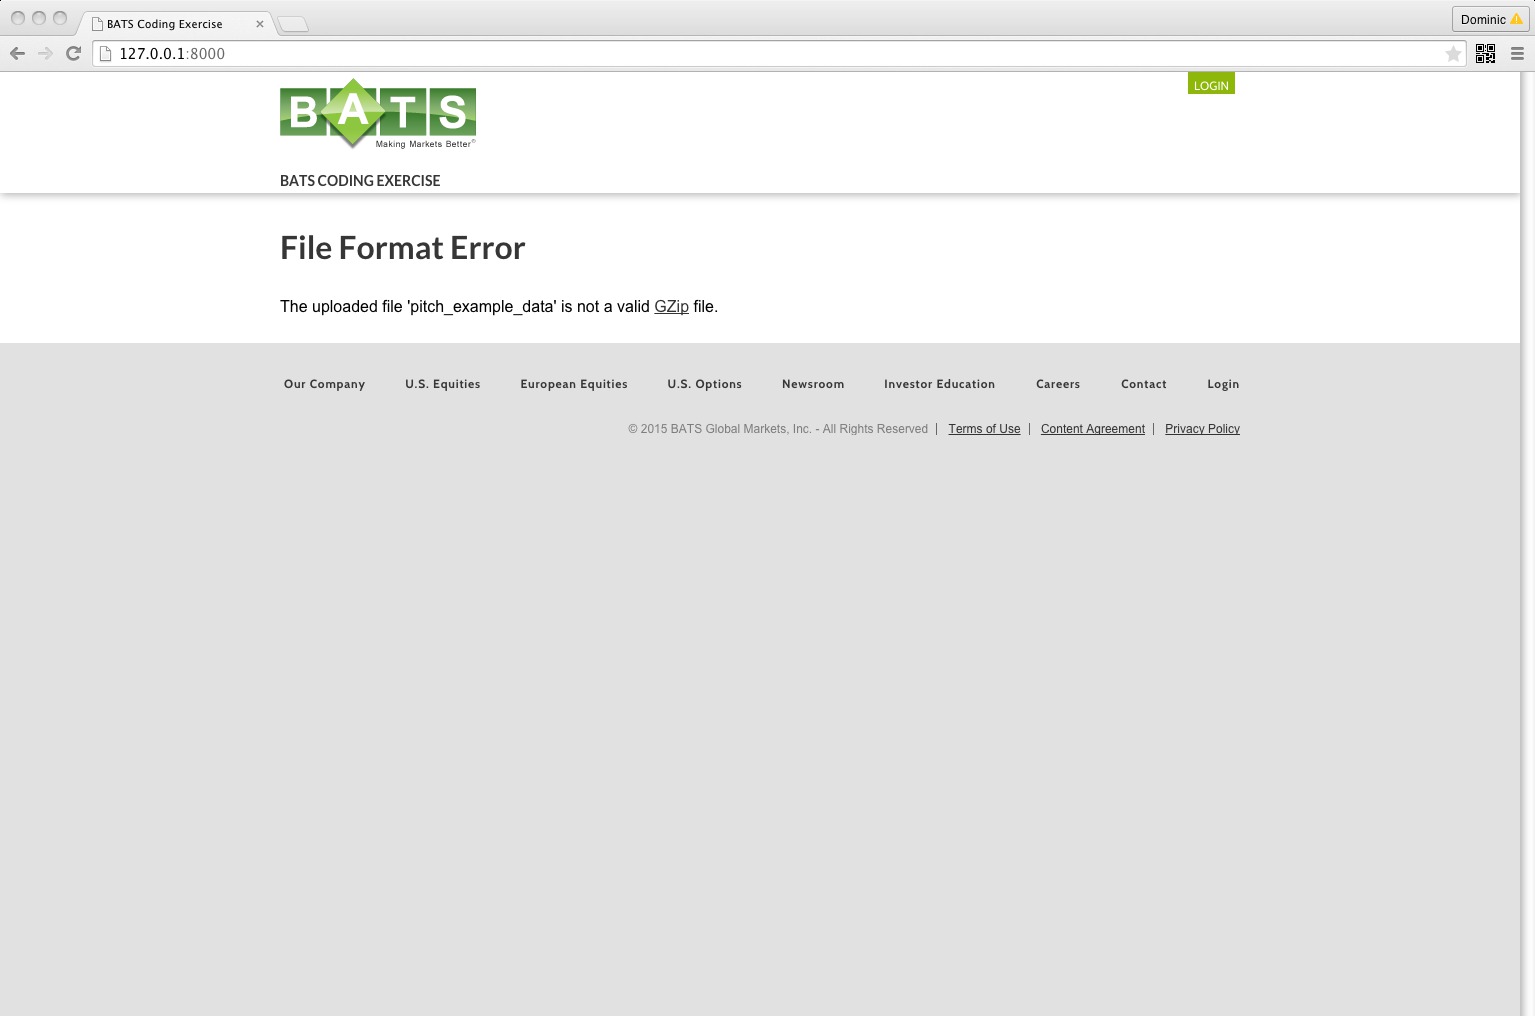 BATS Coding Exercise
Dominic
127.0.0.1:8000
BATS
Making Markets Better®
LOGIN
BATS CODING EXERCISE
File Format Error
The uploaded file 'pitch_example_data' is not a valid GZip file.
Our Company U.S. Equities European Equities U.S. Options Newsroom Investor Education Careers Contact Login
© 2015 BATS Global Markets, Inc. - All Rights Reserved | Terms of Use | Content Agreement | Privacy Policy